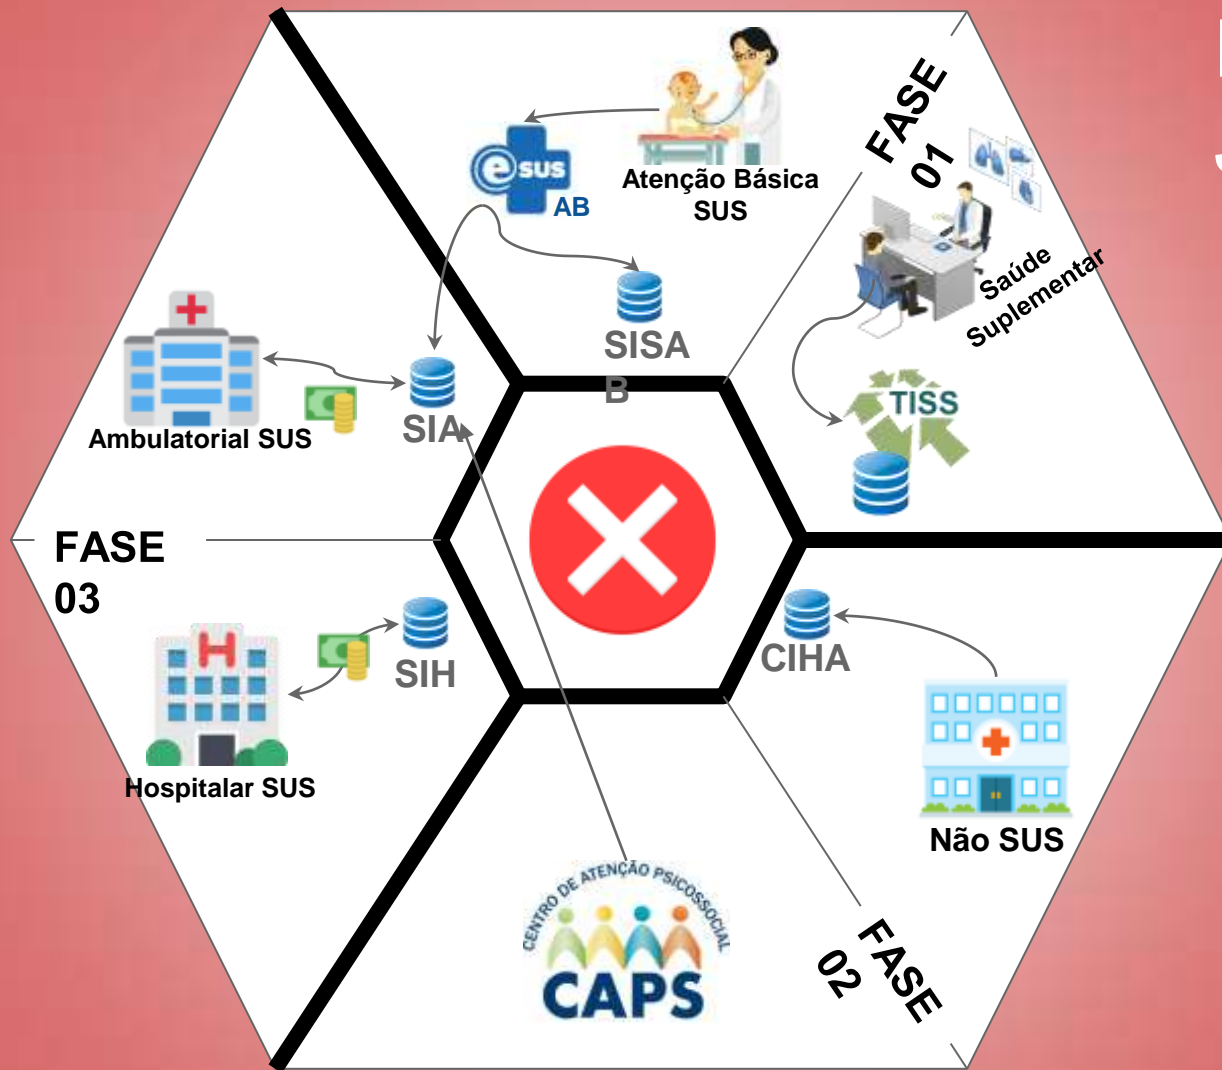 FASE
01
e sus
AB
Atenção Básica
SUS
Saúde
Suplementar
SISA
B
TISS
Ambulatorial SUS
SIA
FASE
03
SIH
Hospitalar SUS
CIHA
Não SUS
CENTRO DE ATENÇÃO PSICOSSOCIAL
CAPS
FASE
02